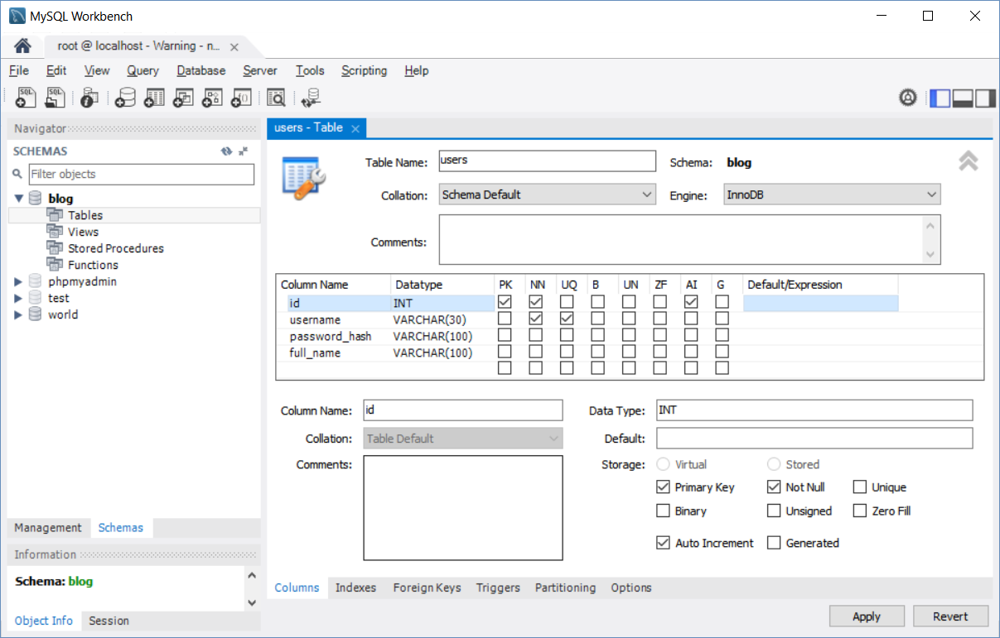 MySQL Workbench
root @ localhost - Warning - n...
File Edit View Query Database Server Tools Scripting Help
SQL SQL
Navigator
SCHEMAS
Filter objects
blog
Tables
Views
Stored Procedures
Functions
phpmyadmin
test
world
Management Schemas
Information
Schema: blog
Object Info Session
users - Table
Table Name: users Schema: blog
Collation: Schema Default Engine: InnoDB
Comments:
Column Name Datatype PK NN UQ B UN ZF AI G Default/Expression
id INT
username VARCHAR(30)
password_hash VARCHAR(100)
full_name VARCHAR(100)
Column Name: id Data Type: INT
Collation: Table Default Default:
Comments: Storage: Virtual Stored
Primary Key Not Null Unique
Binary Unsigned Zero Fill
Auto Increment Generated
Columns Indexes Foreign Keys Triggers Partitioning Options
Apply Revert